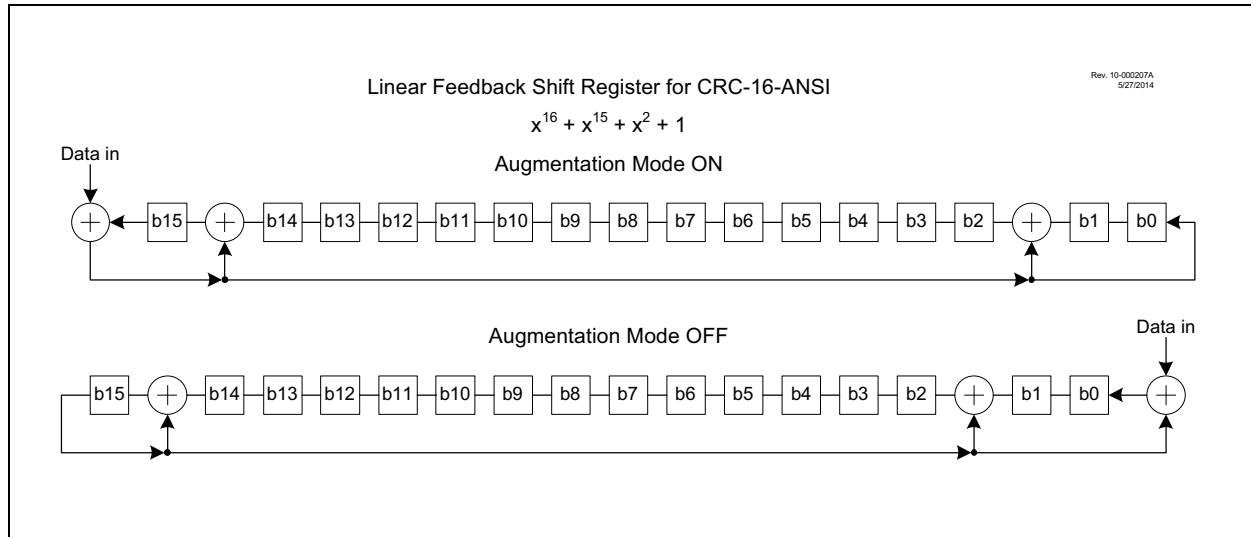 Linear Feedback Shift Register for CRC-16-ANSI
Rev. 10-000207A
5/27/2014
x¹⁶ + x¹⁵ + x² + 1
Augmentation Mode ON
Data in
+ b15 + b14 b13 b12 b11 b10 b9 b8 b7 b6 b5 b4 b3 b2 + b1 b0
Augmentation Mode OFF
Data in
b15 + b14 b13 b12 b11 b10 b9 b8 b7 b6 b5 b4 b3 b2 + b1 b0 +